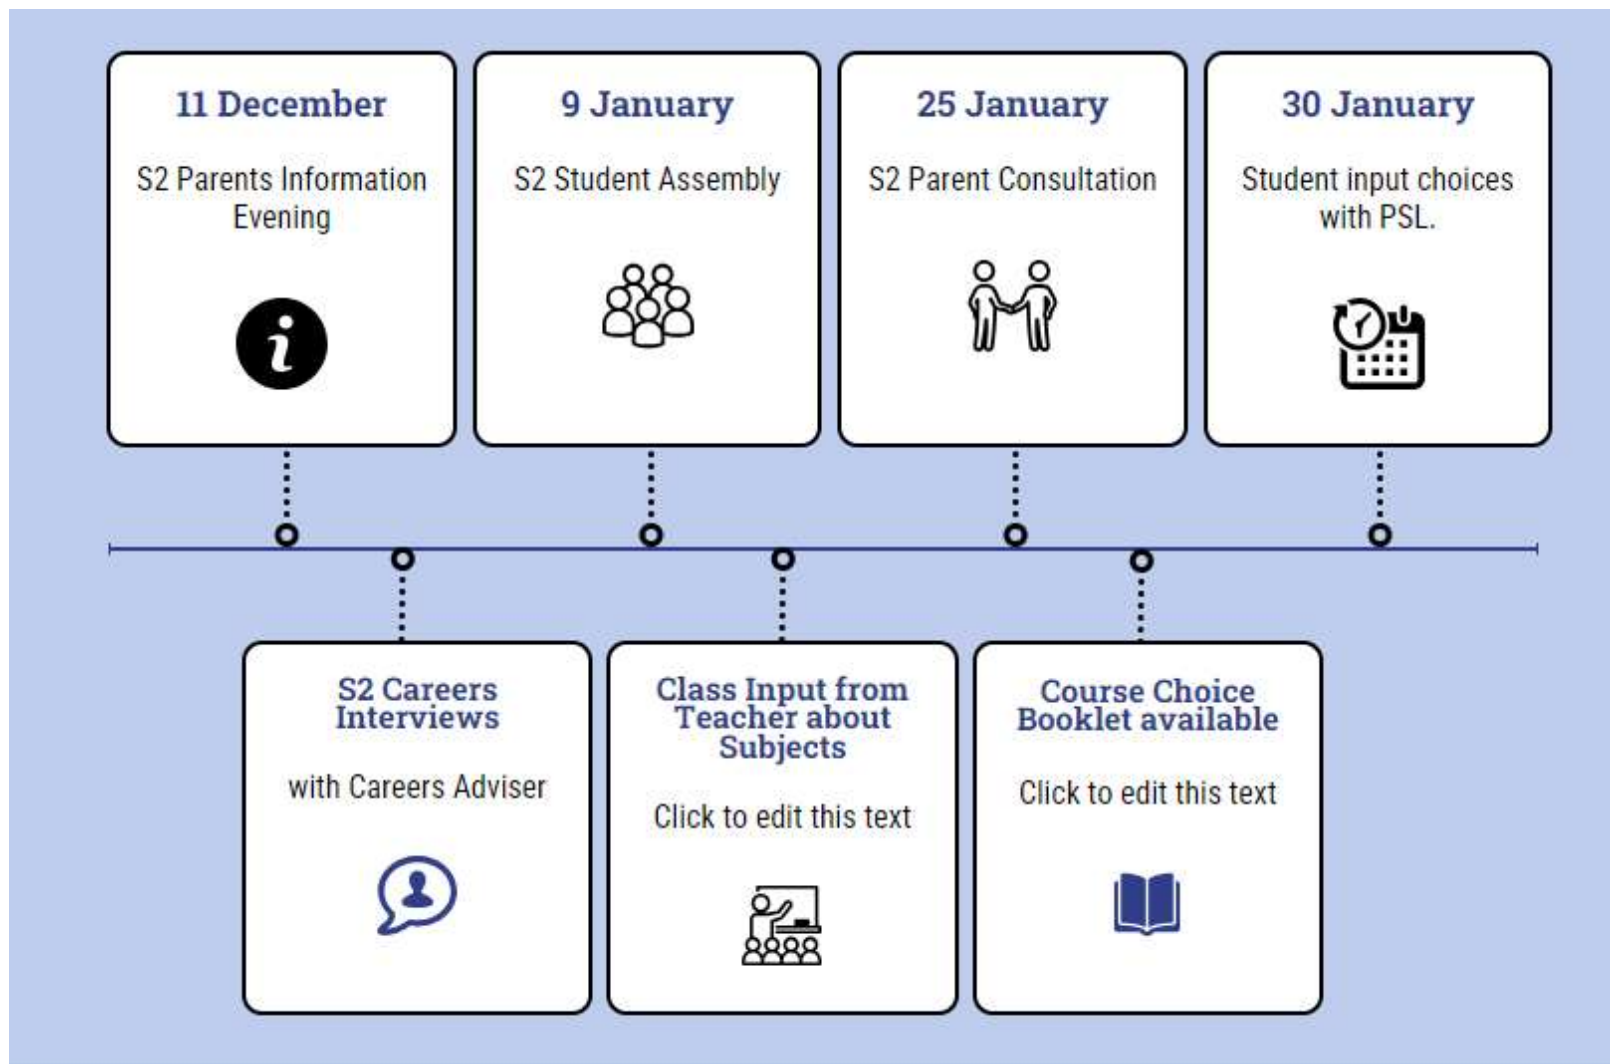 11 December
S2 Parents Information
Evening
9 January
S2 Student Assembly
25 January
S2 Parent Consultation
30 January
Student input choices
with PSL.
S2 Careers
Interviews
with Careers Adviser
Class Input from
Teacher about
Subjects
Click to edit this text
Course Choice
Booklet available
Click to edit this text